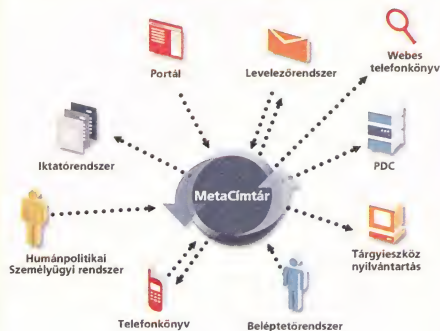 Webes
telefonkönyv
Portál
Levelezőrendszer
Iktatórendszer
PDC
MetaCímtár
Humánpolitikai
Személyügyi rendszer
Tárgyieszköz
nyilvántartás
Telefonkönyv
Beléptetőrendszer